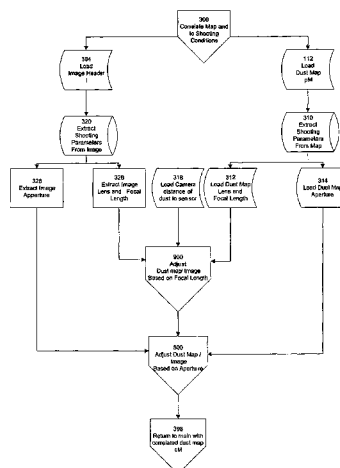 300
Correlate Map and
to Shooting
Conditions
304
Load
Image Header
112
Load
Dust Map
pM
320
Extract
Shooting
Parameters
From Image
310
Extract
Shooting
Parameters
From Map
328
Extract Image
Apperture
326
Extract Image
Lens and Focal
Length
318
Load Camera
distance of
dust to sensor
312
Load Dust Map
Lens and
Focal Length
314
Load Dust Map
Aperture
900
Adjust
Dust map/ Image
Based on Focal Length
500
Adjust Dust Map /
Image
Based on Aperture
398
Return to main with
correlated dust map
cM